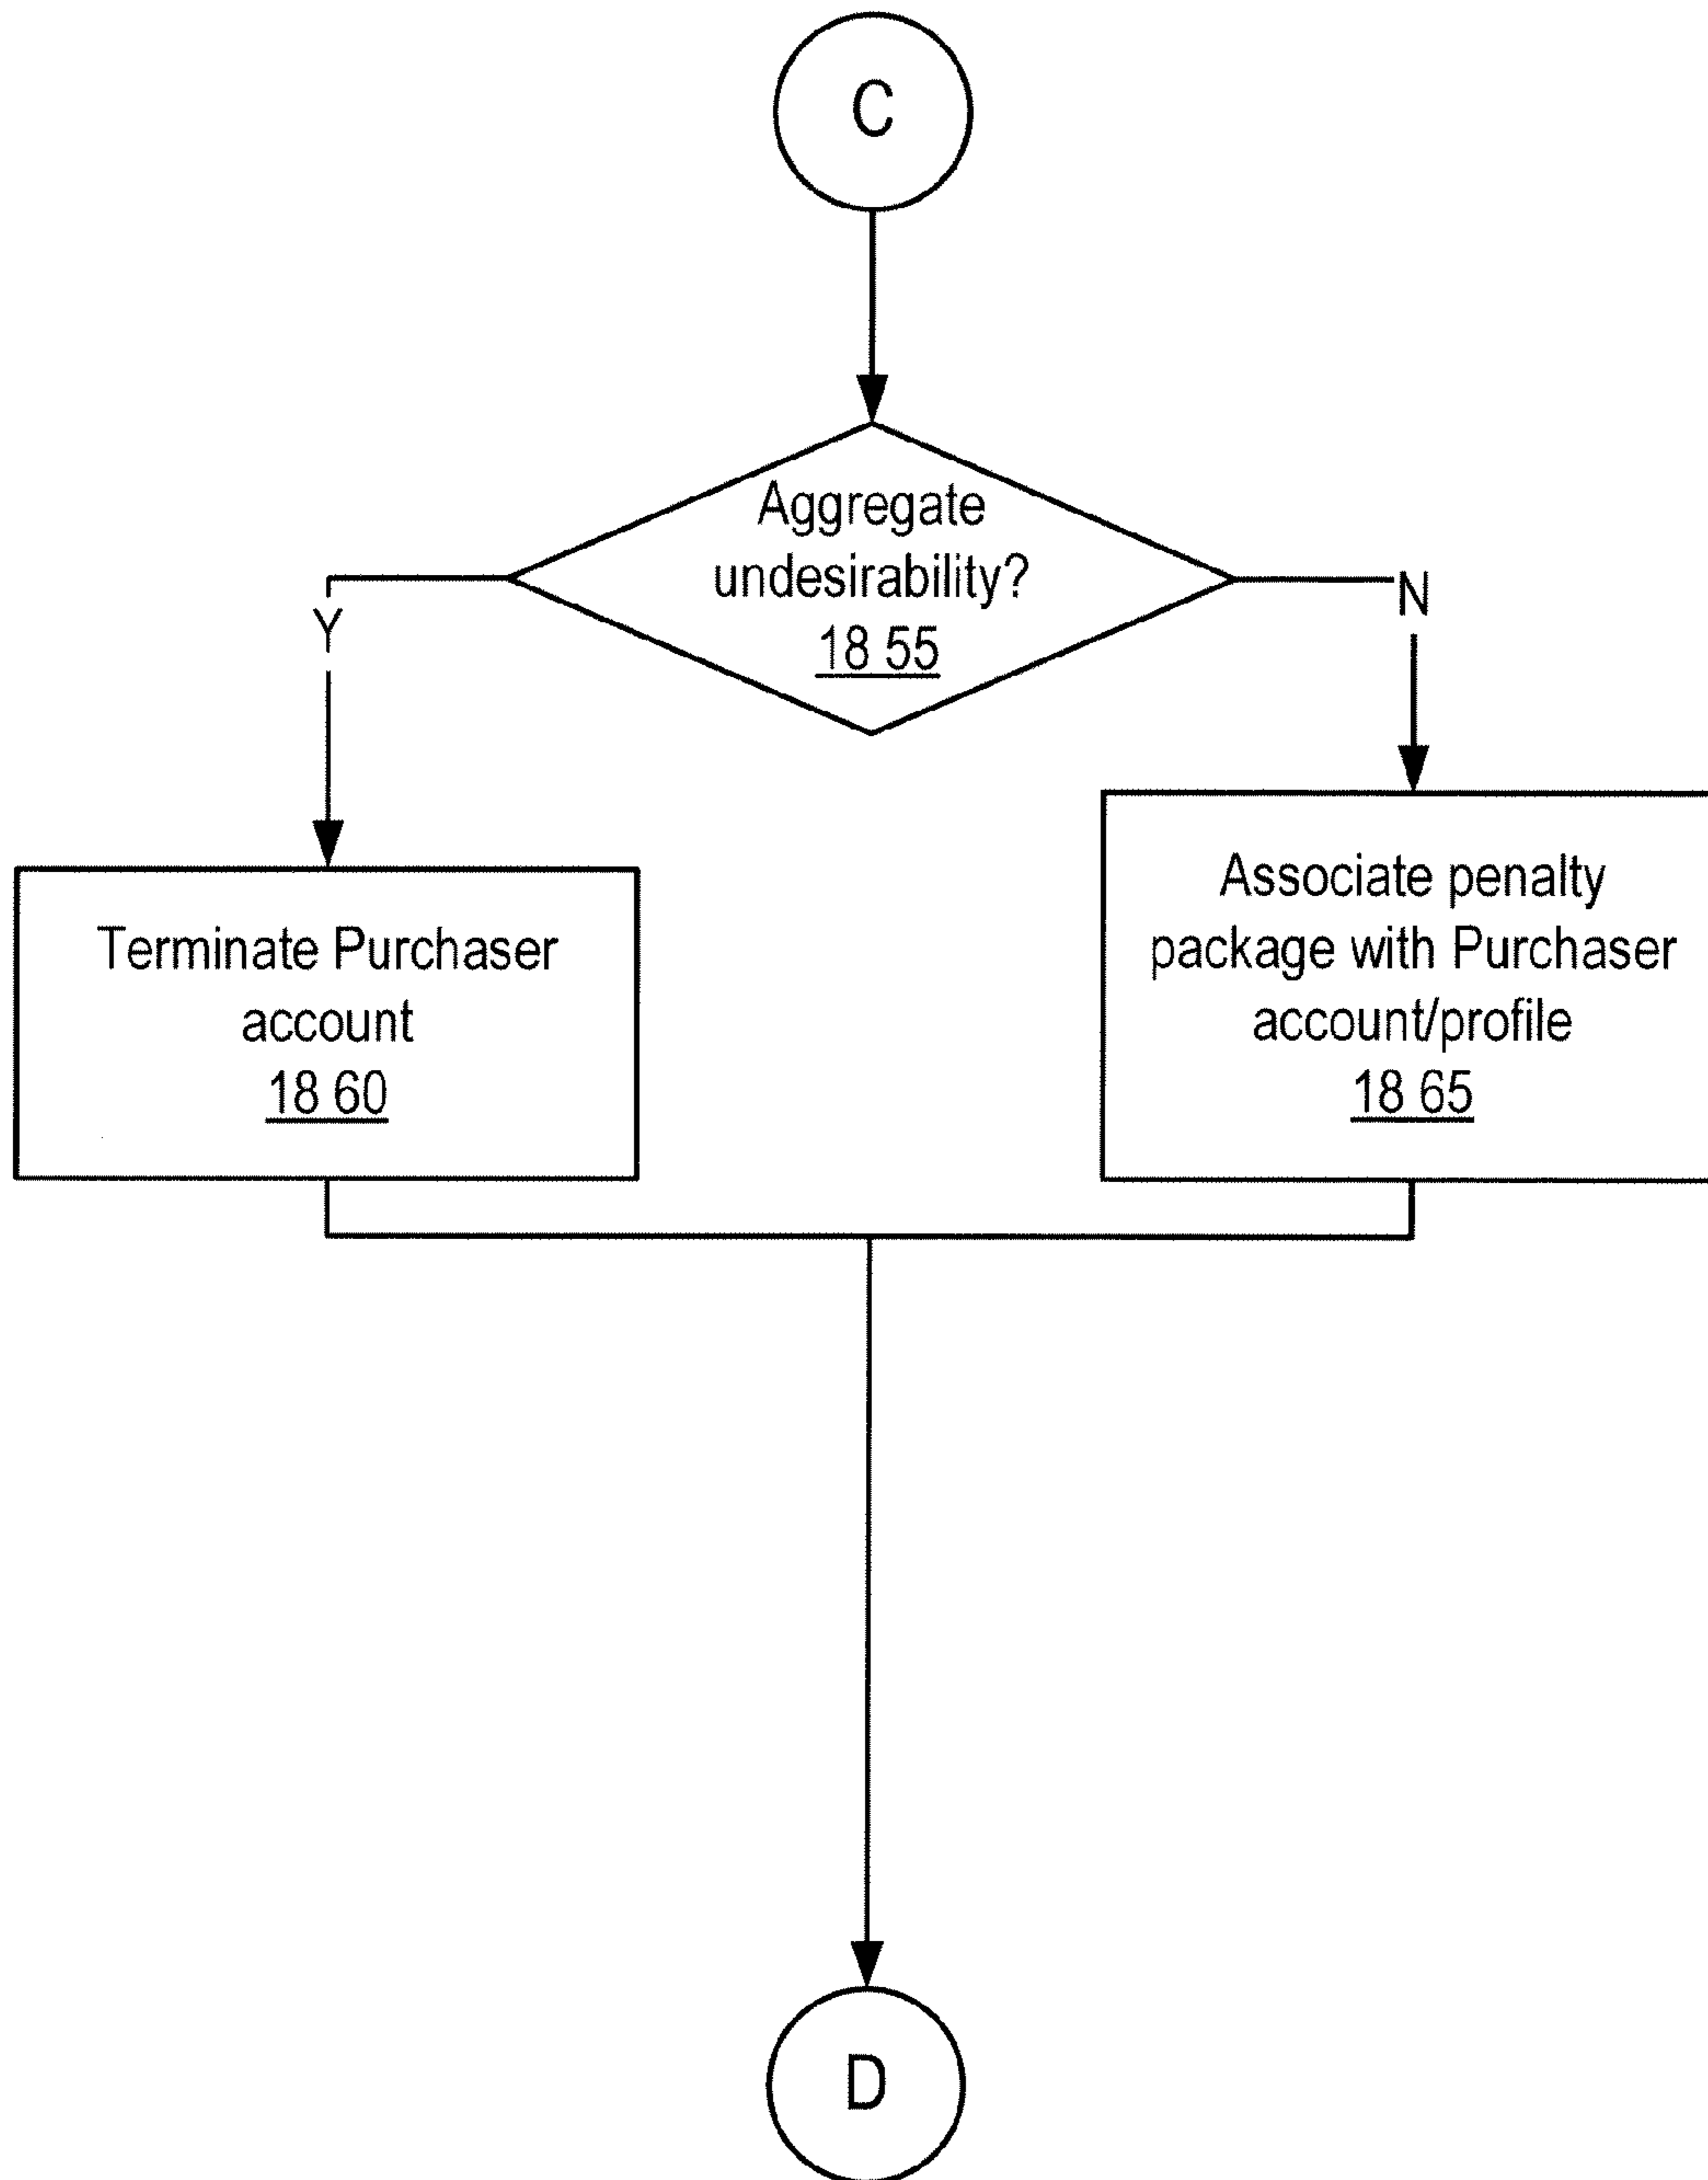 C
Aggregate
undesirability?
18 55
Y
N
Terminate Purchaser
account
18 60
Associate penalty
package with Purchaser
account/profile
18 65
D